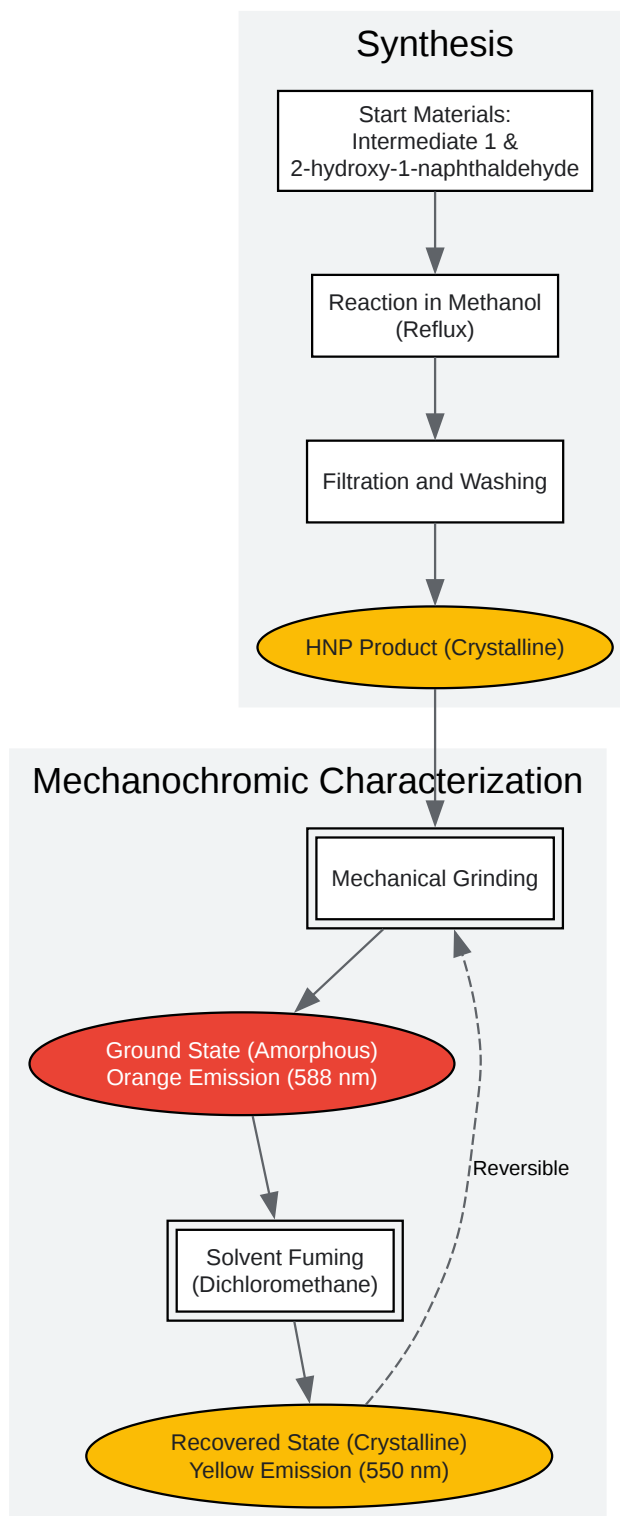 Synthesis
Start Materials:
Intermediate 1 &
2-hydroxy-1-naphthaldehyde
Reaction in Methanol
(Reflux)
Filtration and Washing
HNP Product (Crystalline)
Mechanochromic Characterization
Mechanical Grinding
Ground State (Amorphous)
Orange Emission (588 nm)
Reversible
Solvent Fuming
(Dichloromethane)
Recovered State (Crystalline)
Yellow Emission (550 nm)